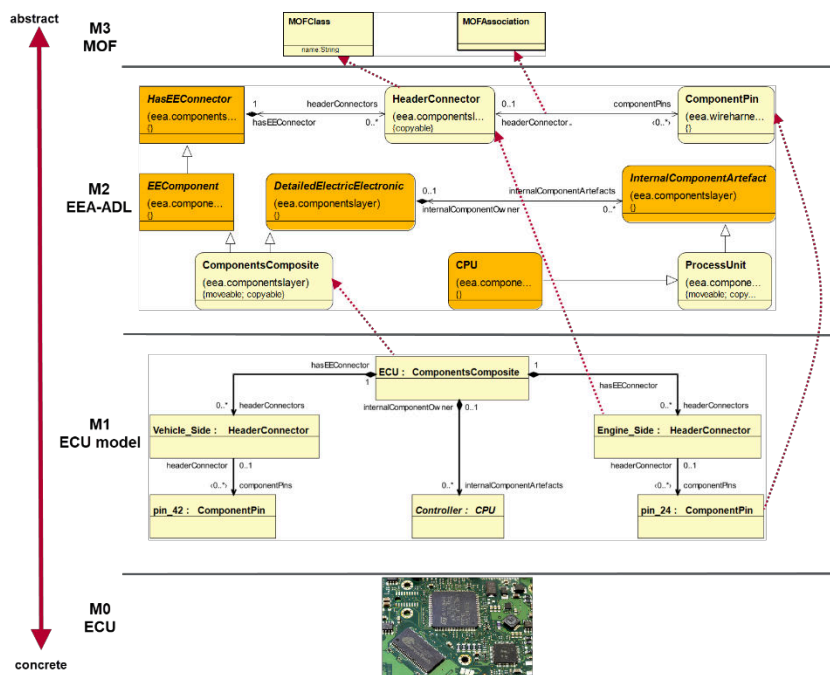 abstract
M3
MOF
MOFClass
name:String
MOFAssociation
M2
EEA-ADL
HasEEConnector
(eea.components...
{}
1
hasEEConnector
headerConnectors
0..*
HeaderConnector
(eea.componentsl...
{copyable}
0..1
headerConnector..
componentPins
‹0..*›
ComponentPin
(eea.wireharne...
{}
EEComponent
(eea.compone...
{}
DetailedElectricElectronic
(eea.componentslayer)
{}
0..1
internalComponentOwner
internalComponentArtefacts
0..*
InternalComponentArtefact
(eea.componentslayer)
{}
ComponentsComposite
(eea.componentslayer)
{moveable; copyable}
CPU
(eea.compone...
{}
ProcessUnit
(eea.compone...
{moveable; copy...
M1
ECU model
ECU : ComponentsComposite
hasEEConnector
1
1
hasEEConnector
internalComponentOwner
0..1
0..*
headerConnectors
0..*
headerConnectors
Vehicle_Side : HeaderConnector
Engine_Side : HeaderConnector
headerConnector
0..1
headerConnector
0..1
‹0..*›
componentPins
0..*
internalComponentArtefacts
‹0..*›
componentPins
pin_42 : ComponentPin
Controller : CPU
pin_24 : ComponentPin
M0
ECU
concrete